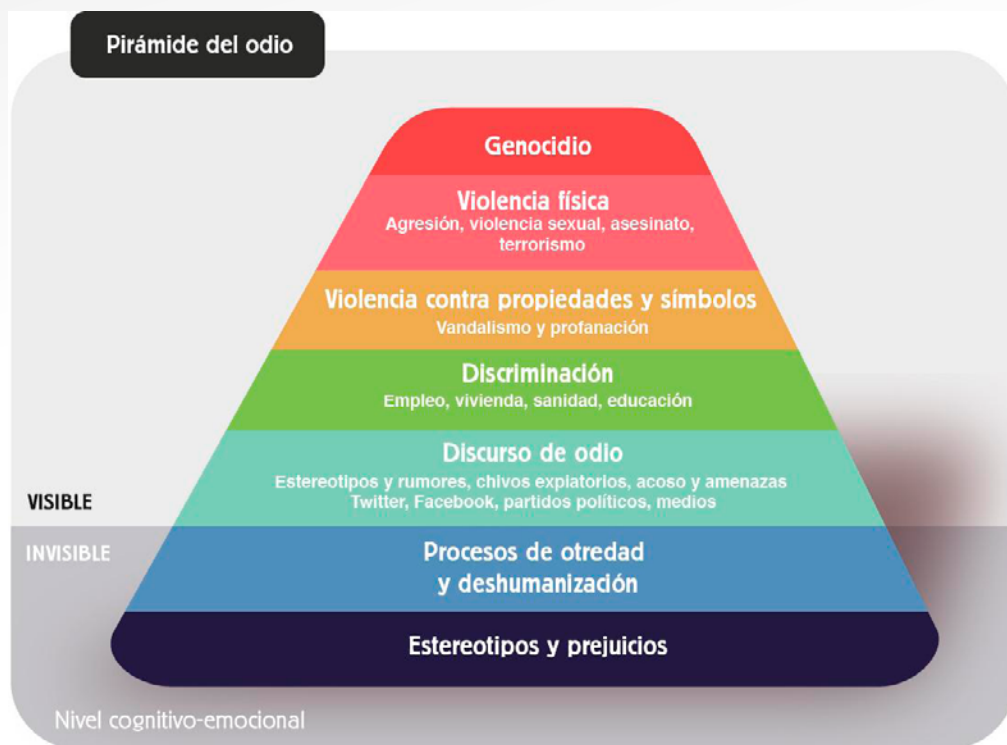 Pirámide del odio
Genocidio
Violencia física
Agresión, violencia sexual, asesinato,
terrorismo
Violencia contra propiedades y símbolos
Vandalismo y profanación
Discriminación
Empleo, vivienda, sanidad, educación
Discurso de odio
Estereotipos y rumores, chivos expiatorios, acoso y amenazas
Twitter, Facebook, partidos políticos, medios
VISIBLE
INVISIBLE
Procesos de otredad
y deshumanización
Estereotipos y prejuicios
Nivel cognitivo-emocional